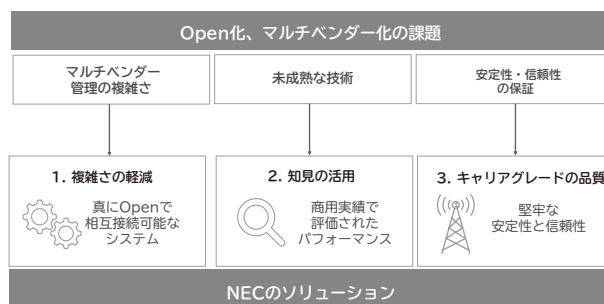 Open化、マルチベンダー化の課題
マルチベンダー
管理の複雑さ
未成熟な技術
安定性・信頼性
の保証
1. 複雑さの軽減
真にOpenで
相互接続可能な
システム
2. 知見の活用
商用実績で
評価された
パフォーマンス
3. キャリアグレードの品質
堅牢な
安定性と信頼性
NECのソリューション